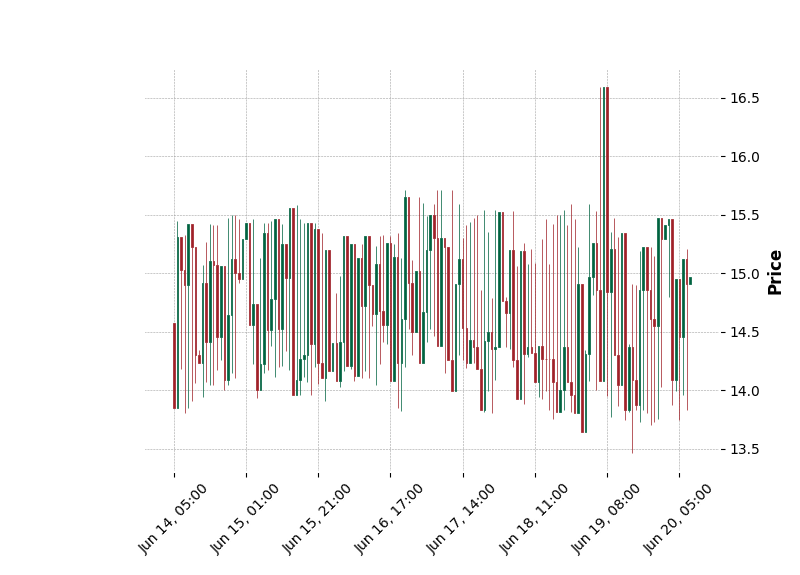 16.5
16.0
15.5
15.0
14.5
14.0
13.5
Price
Jun 14, 05:00
Jun 15, 01:00
Jun 15, 21:00
Jun 16, 17:00
Jun 17, 14:00
Jun 18, 11:00
Jun 19, 08:00
Jun 20, 05:00